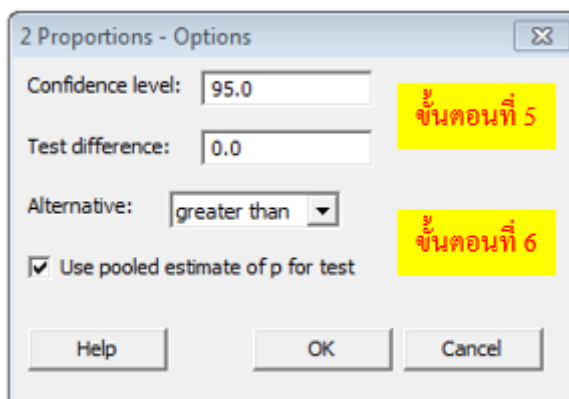 2 Proportions - Options
Confidence level: 95.0
ขั้นตอนที่ 5
Test difference: 0.0
Alternative: greater than
ขั้นตอนที่ 6
Use pooled estimate of p for test
Help OK Cancel